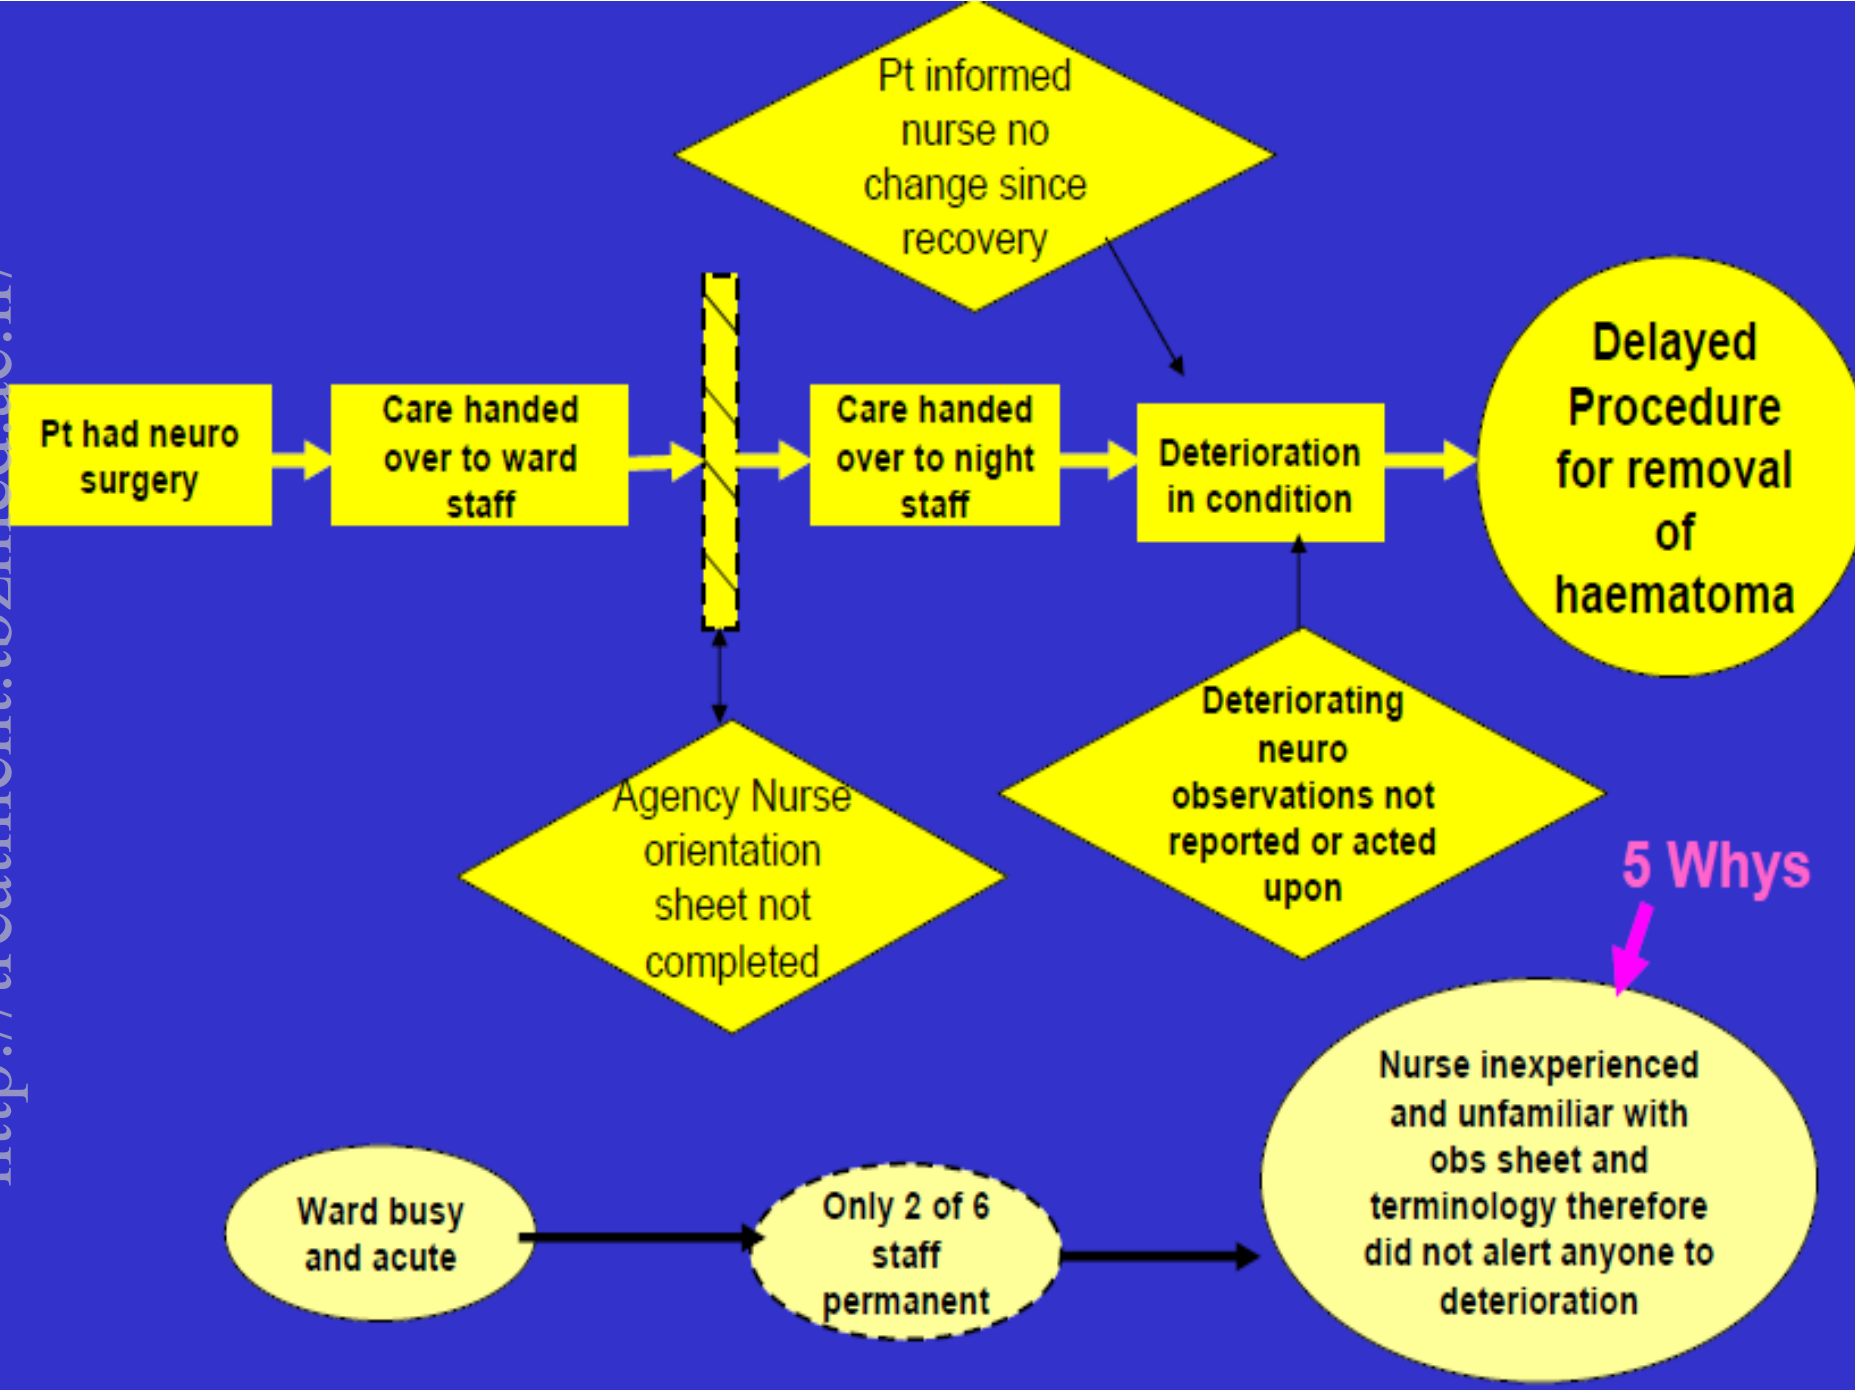 Pt informed
nurse no
change since
recovery
Pt had neuro
surgery
Care handed
over to ward
staff
Care handed
over to night
staff
Deterioration
in condition
Delayed
Procedure
for removal
of
haematoma
Agency Nurse
orientation
sheet not
completed
Deteriorating
neuro
observations not
reported or acted
upon
5 Whys
Ward busy
and acute
Only 2 of 6
staff
permanent
Nurse inexperienced
and unfamiliar with
obs sheet and
terminology therefore
did not alert anyone to
deterioration